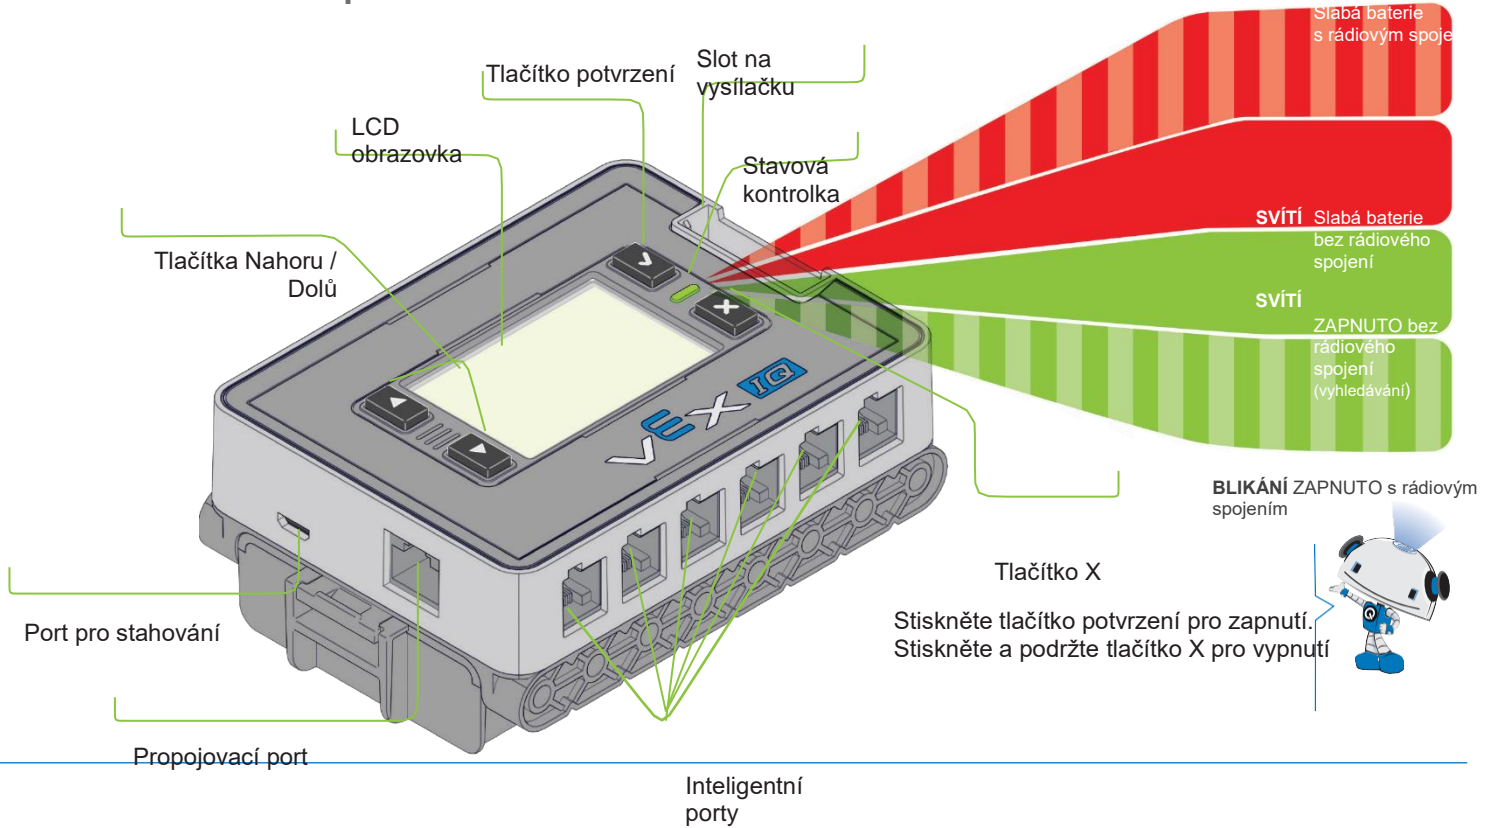 Slabá baterie
s rádiovým spoje
Tlačítko potvrzení
Slot na
vysílačku
LCD
obrazovka
Stavová
kontrolka
SVÍTÍ Slabá baterie
bez rádiového
spojení
Tlačítka Nahoru /
Dolů
SVÍTÍ
ZAPNUTO bez
rádiového
spojení
(vyhledávání)
VEX IQ
BLIKÁNÍ ZAPNUTO s rádiovým
spojením
Tlačítko X
Stiskněte tlačítko potvrzení pro zapnutí.
Stiskněte a podržte tlačítko X pro vypnutí
Port pro stahování
Propojovací port
Inteligentní
porty